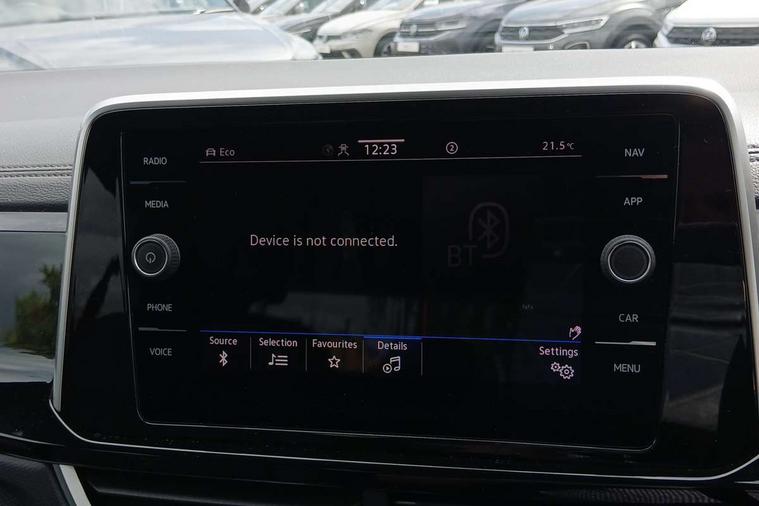 RADIO
MEDIA
PHONE
VOICE
Eco
12:23
2
21.5°C
NAV
APP
CAR
MENU
Device is not connected.
BT
Source
Selection
Favourites
Details
Settings